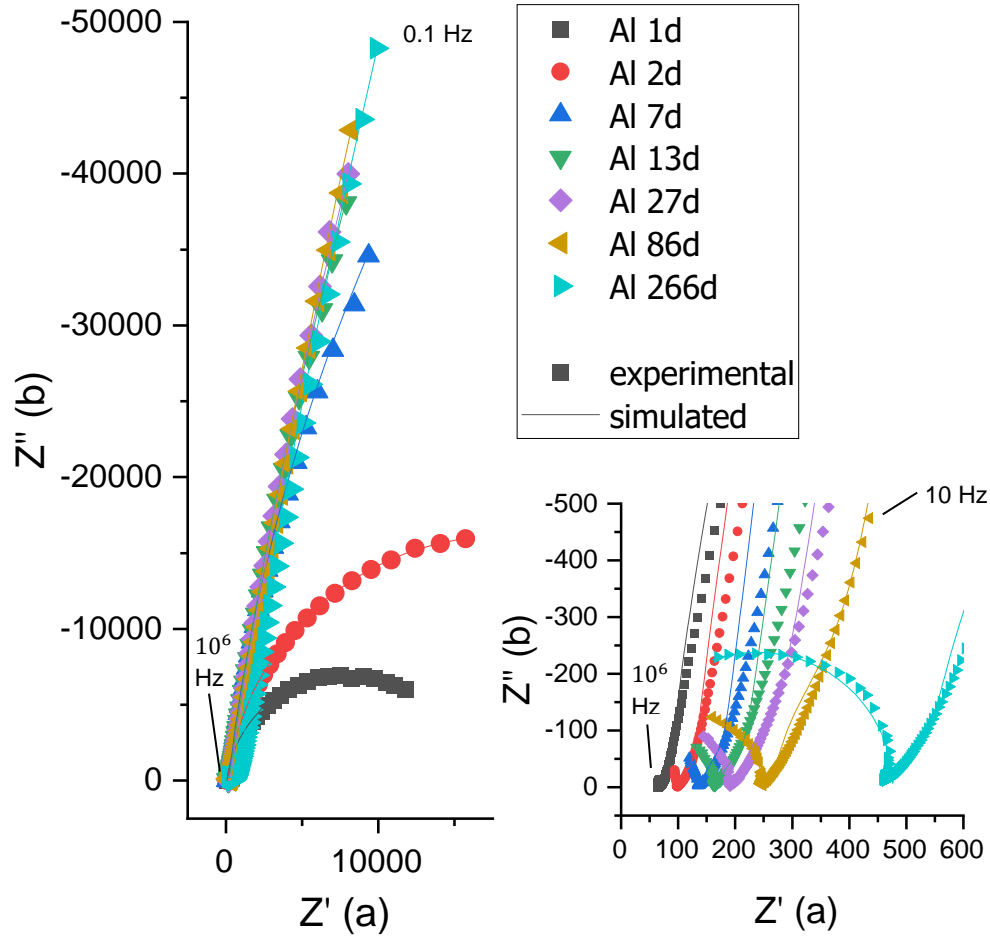 -50000
-40000
-30000
-20000
-10000
0
0
10000
Z'' (b)
Z' (a)
0.1 Hz
10⁶
Hz
Al 1d
Al 2d
Al 7d
Al 13d
Al 27d
Al 86d
Al 266d
experimental
simulated
-500
-400
-300
-200
-100
0
0
100
200
300
400
500
600
Z'' (b)
Z' (a)
10 Hz
10⁶
Hz